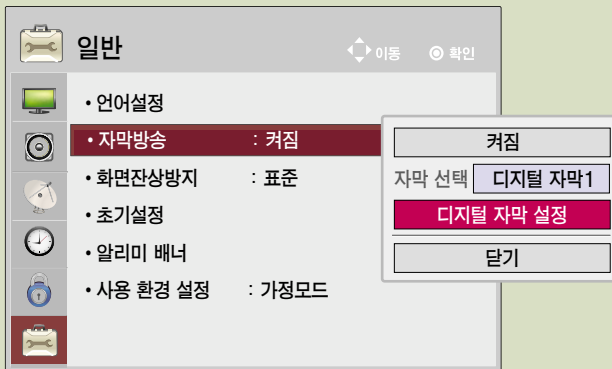 일반
이동 확인
• 언어설정
• 자막방송 : 켜짐
• 화면잔상방지 : 표준
• 초기설정
• 알리미 배너
• 사용 환경 설정 : 가정모드
켜짐
자막 선택 디지털 자막1
디지털 자막 설정
닫기